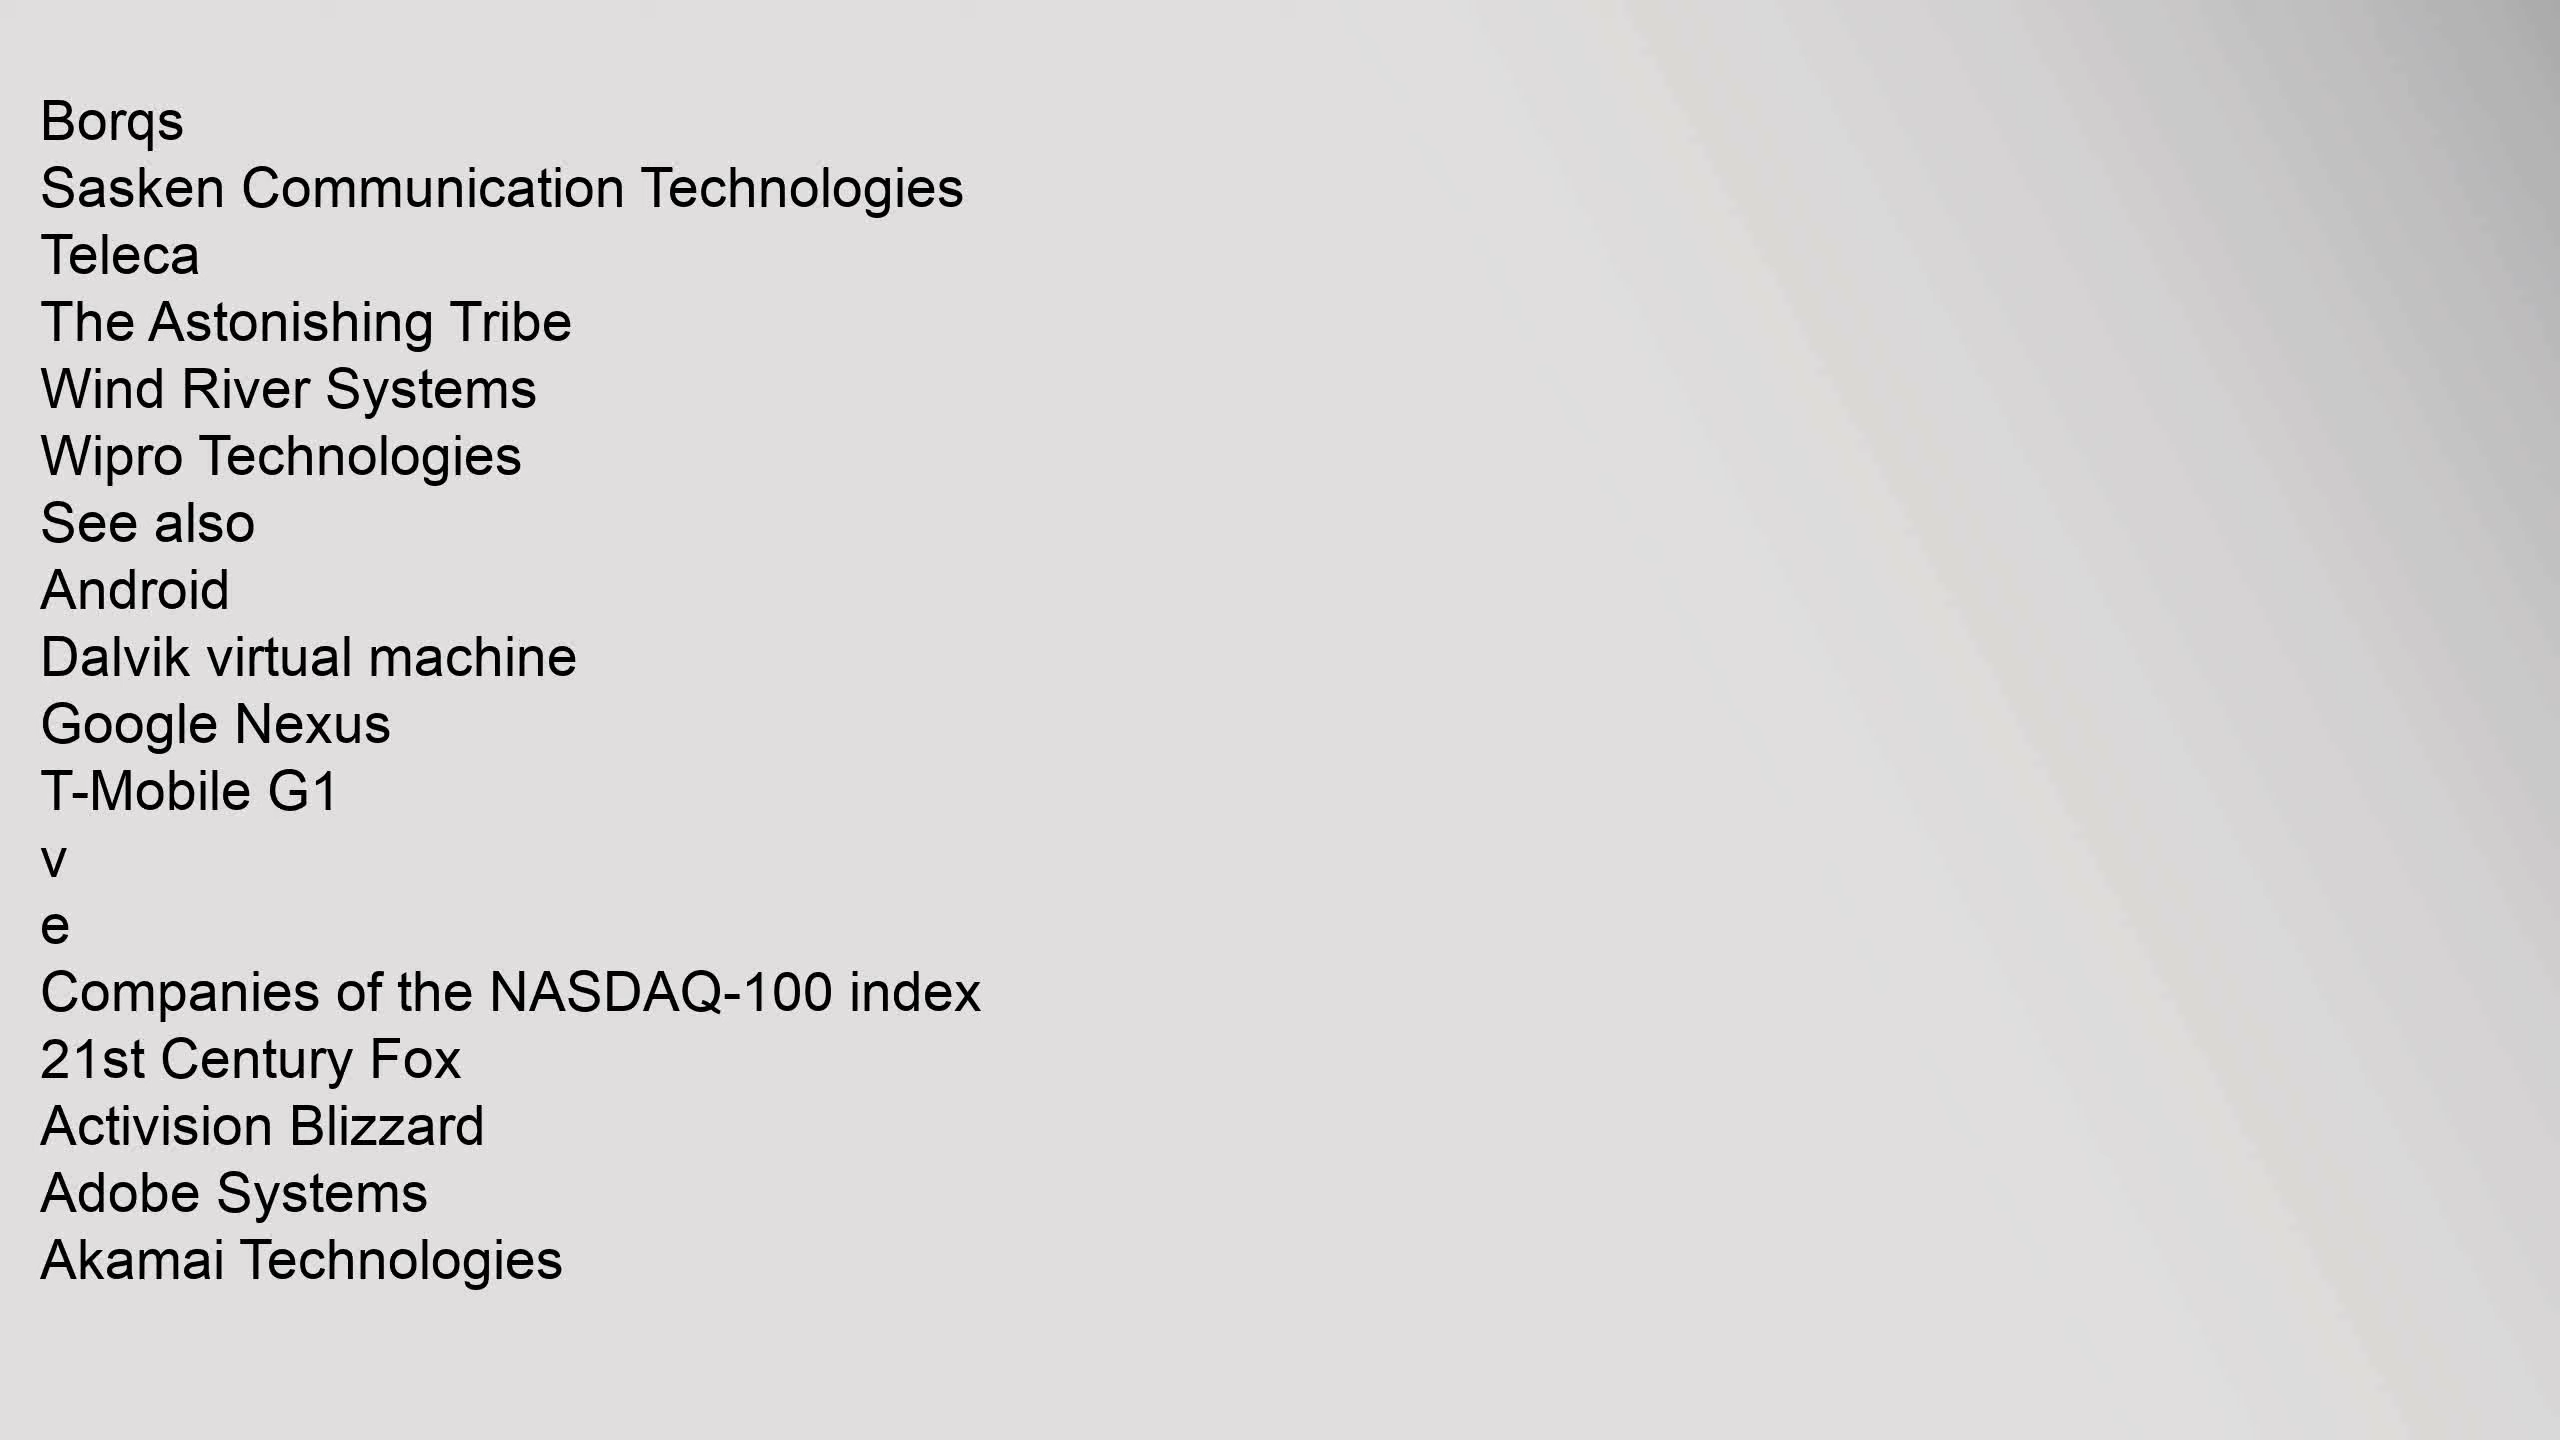 Borqs
Sasken Communication Technologies
Teleca
The Astonishing Tribe
Wind River Systems
Wipro Technologies
See also
Android
Dalvik virtual machine
Google Nexus
T-Mobile G1
v
e
Companies of the NASDAQ-100 index
21st Century Fox
Activision Blizzard
Adobe Systems
Akamai Technologies